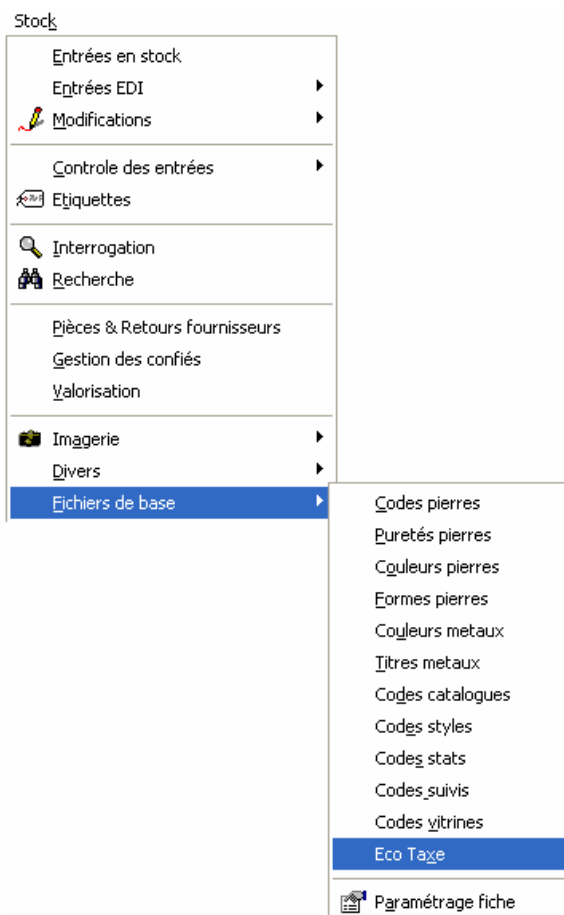 Stock
Entrées en stock
Entrées EDI
Modifications
Controle des entrées
Etiquettes
Interrogation
Recherche
Pièces & Retours fournisseurs
Gestion des confiés
Valorisation
Imagerie
Divers
Fichiers de base
Codes pierres
Puretés pierres
Couleurs pierres
Formes pierres
Couleurs metaux
Titres metaux
Codes catalogues
Codes styles
Codes stats
Codes suivis
Codes vitrines
Eco Taxe
Paramétrage fiche